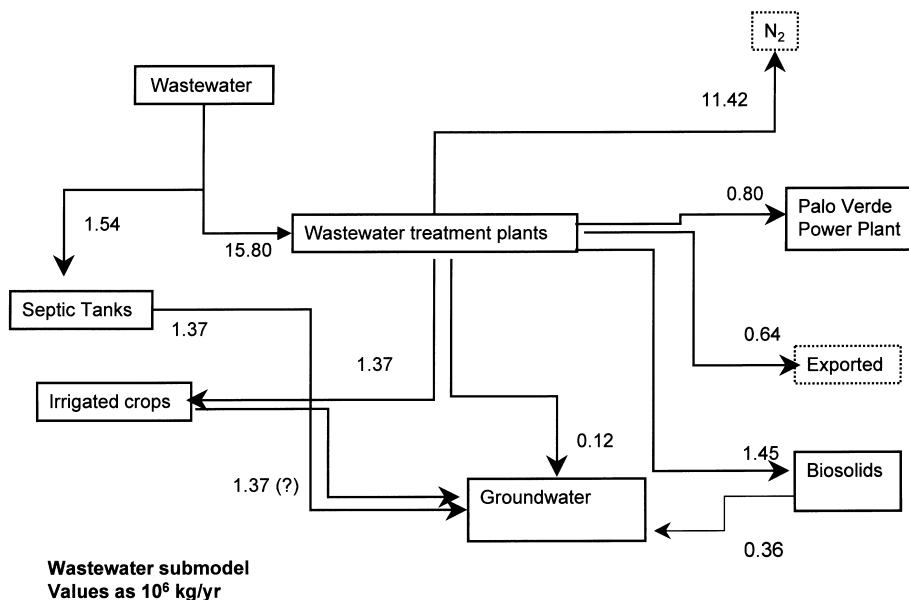 N₂
11.42
Wastewater
1.54
15.80
Wastewater treatment plants
0.80
Palo Verde
Power Plant
Septic Tanks
1.37
1.37
0.64
Exported
Irrigated crops
0.12
1.45
Biosolids
1.37 (?)
Groundwater
0.36
Wastewater submodel
Values as 10⁶ kg/yr